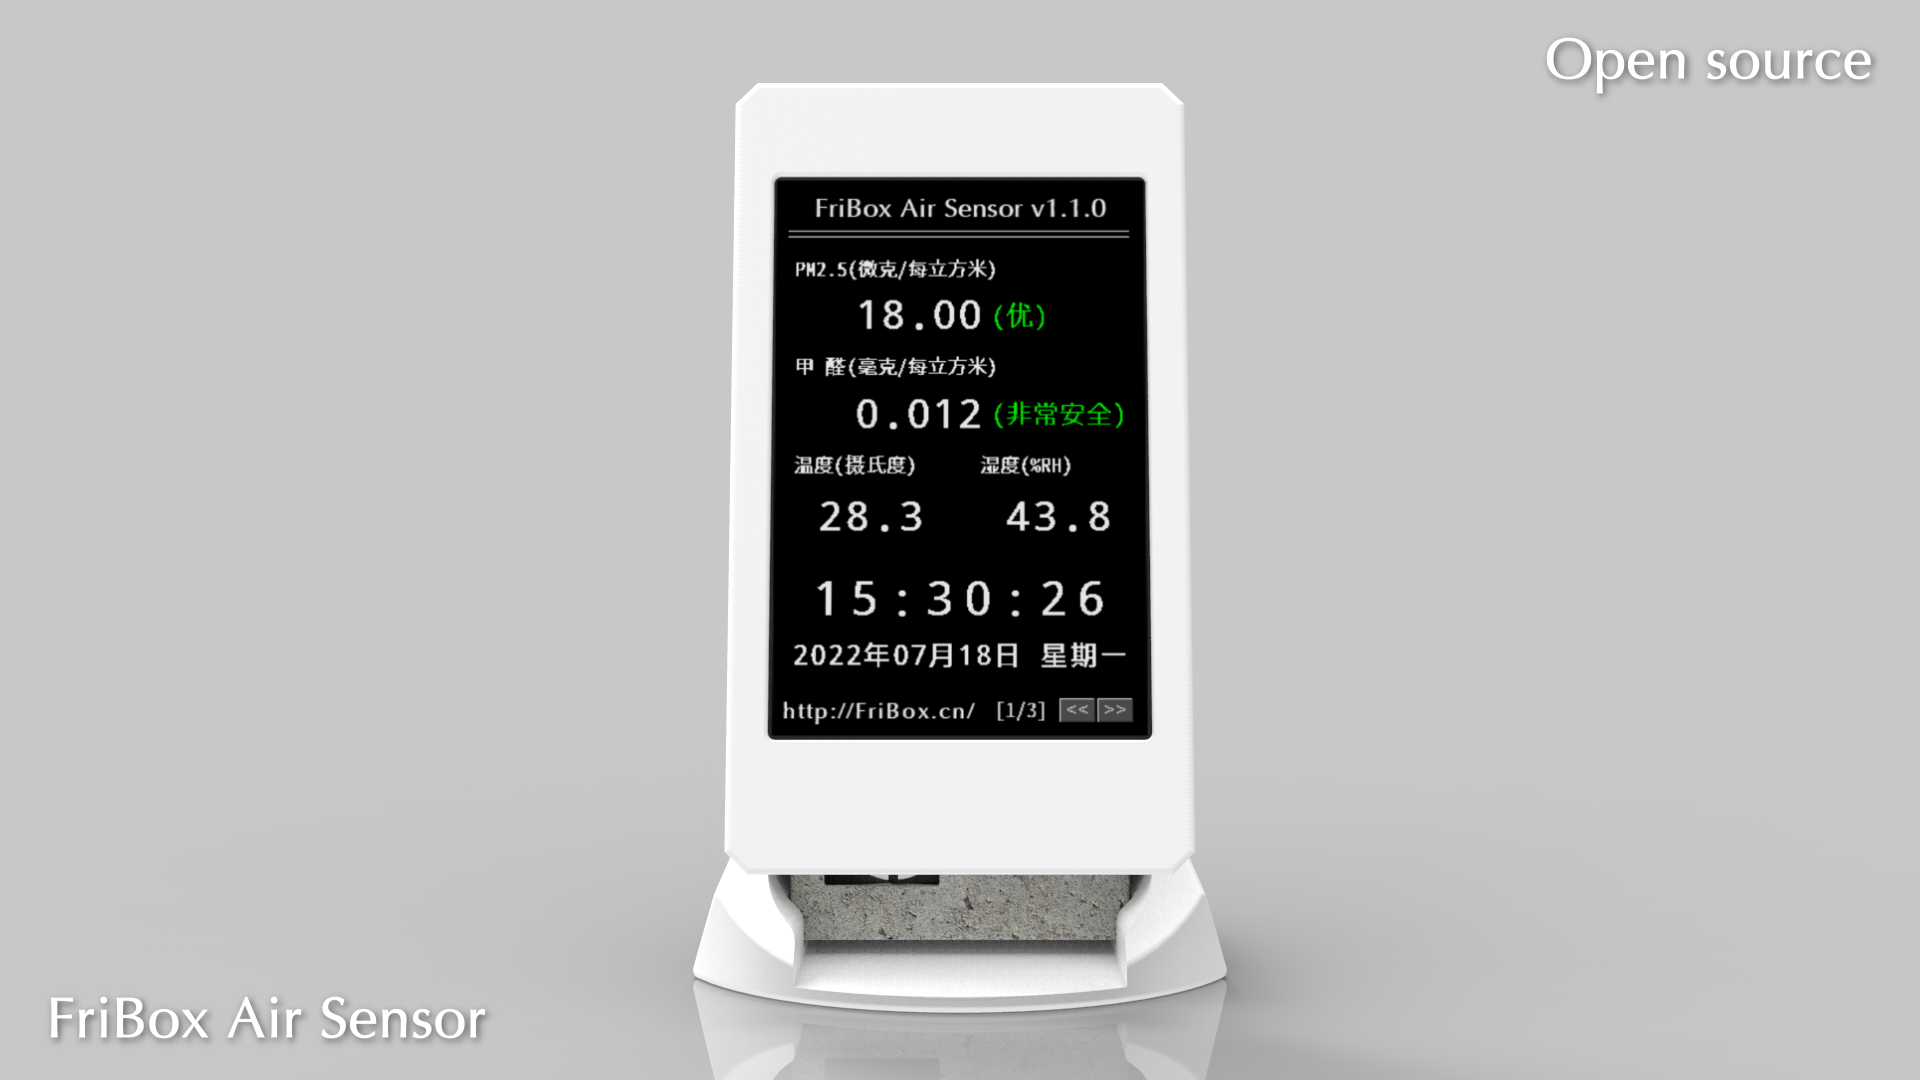 Open source
FriBox Air Sensor v1.1.0
PM2.5(微克/每立方米)
18.00 (优)
甲 醛(毫克/每立方米)
0.012 (非常安全)
温度(摄氏度) 湿度(%RH)
28.3 43.8
15:30:26
2022年07月18日 星期一
http://FriBox.cn/ [1/3] << >>
FriBox Air Sensor